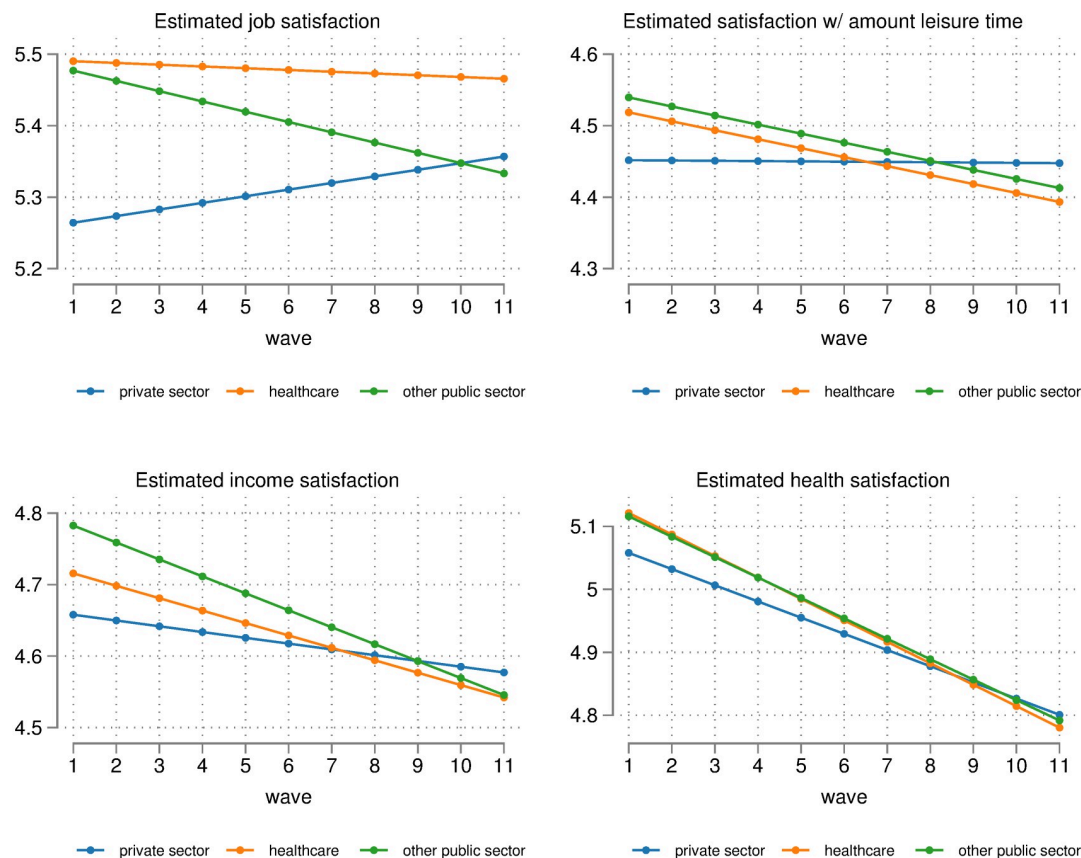 Estimated job satisfaction
5.5
5.4
5.3
5.2
1 2 3 4 5 6 7 8 9 10 11
wave
private sector healthcare other public sector
Estimated satisfaction w/ amount leisure time
4.6
4.5
4.4
4.3
1 2 3 4 5 6 7 8 9 10 11
wave
private sector healthcare other public sector
Estimated income satisfaction
4.8
4.7
4.6
4.5
1 2 3 4 5 6 7 8 9 10 11
wave
private sector healthcare other public sector
Estimated health satisfaction
5.1
5
4.9
4.8
1 2 3 4 5 6 7 8 9 10 11
wave
private sector healthcare other public sector